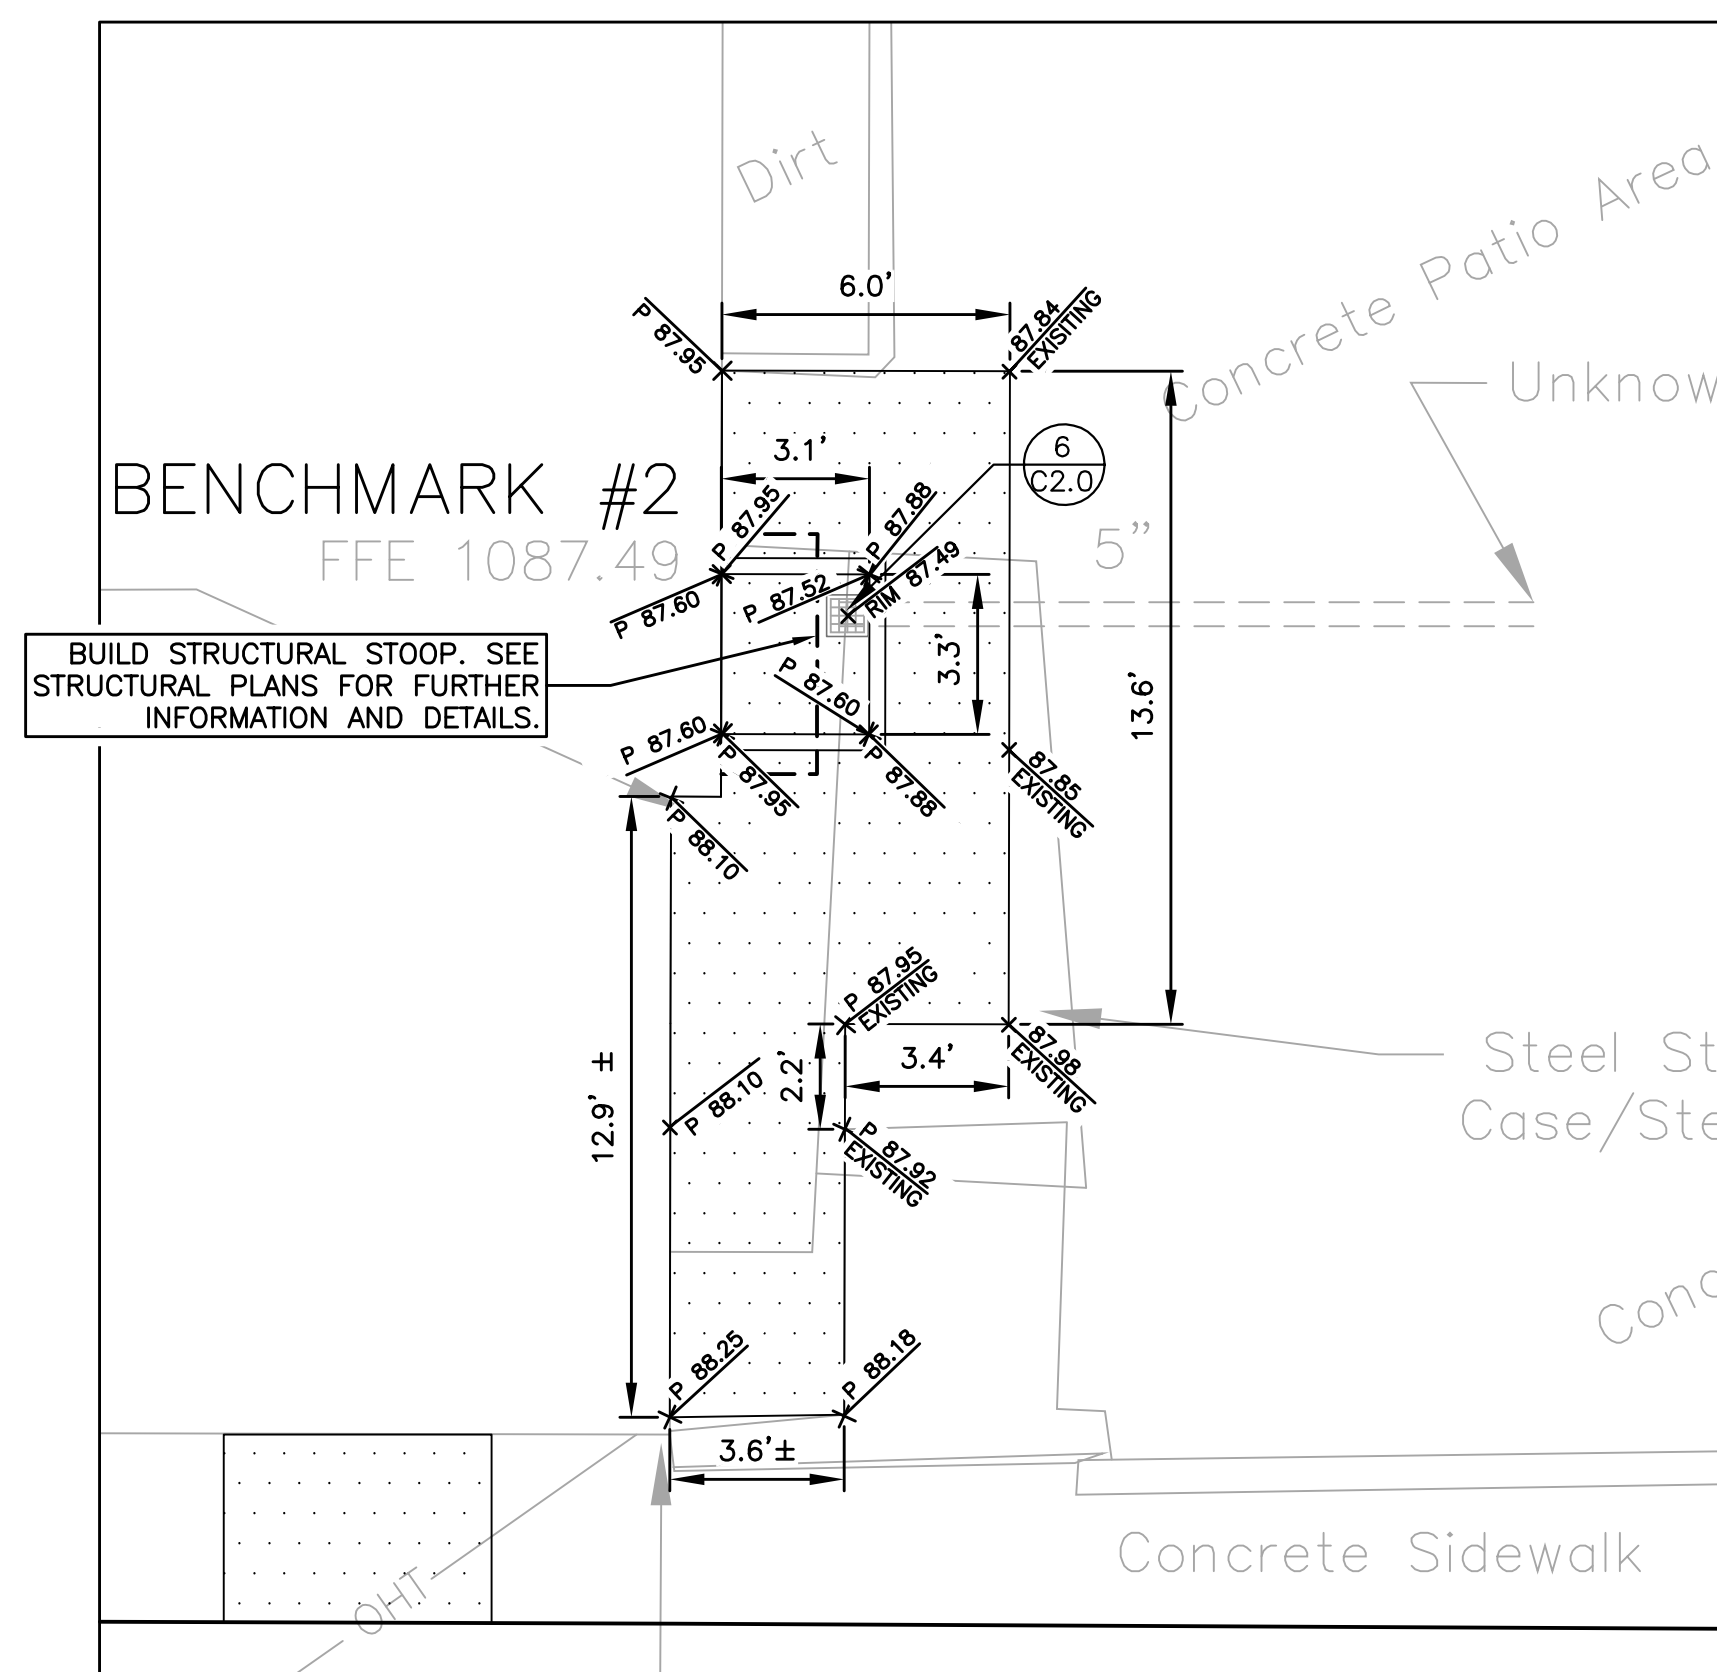 Dirt
Concrete Patio Area
6.0'
P 87.95
87.84
EXISITING
Unknow
BENCHMARK #2
FFE 1087.49
3.1'
6
C2.0
P 87.95
P 87.88
5"
RIM 87.49
P 87.52
P 87.60
BUILD STRUCTURAL STOOP. SEE
STRUCTURAL PLANS FOR FURTHER
INFORMATION AND DETAILS.
3.3'
13.6'
P 87.60
P 87.60
P 87.95
P 87.88
87.85
EXISTING
P 88.10
P 87.95
EXISTING
12.9' ±
2.2'
3.4'
87.98
EXISTING
Steel St
Case/Ste
P 88.10
P 87.92
EXISTING
Conc
P 88.25
P 88.18
3.6'±
Concrete Sidewalk
OHT